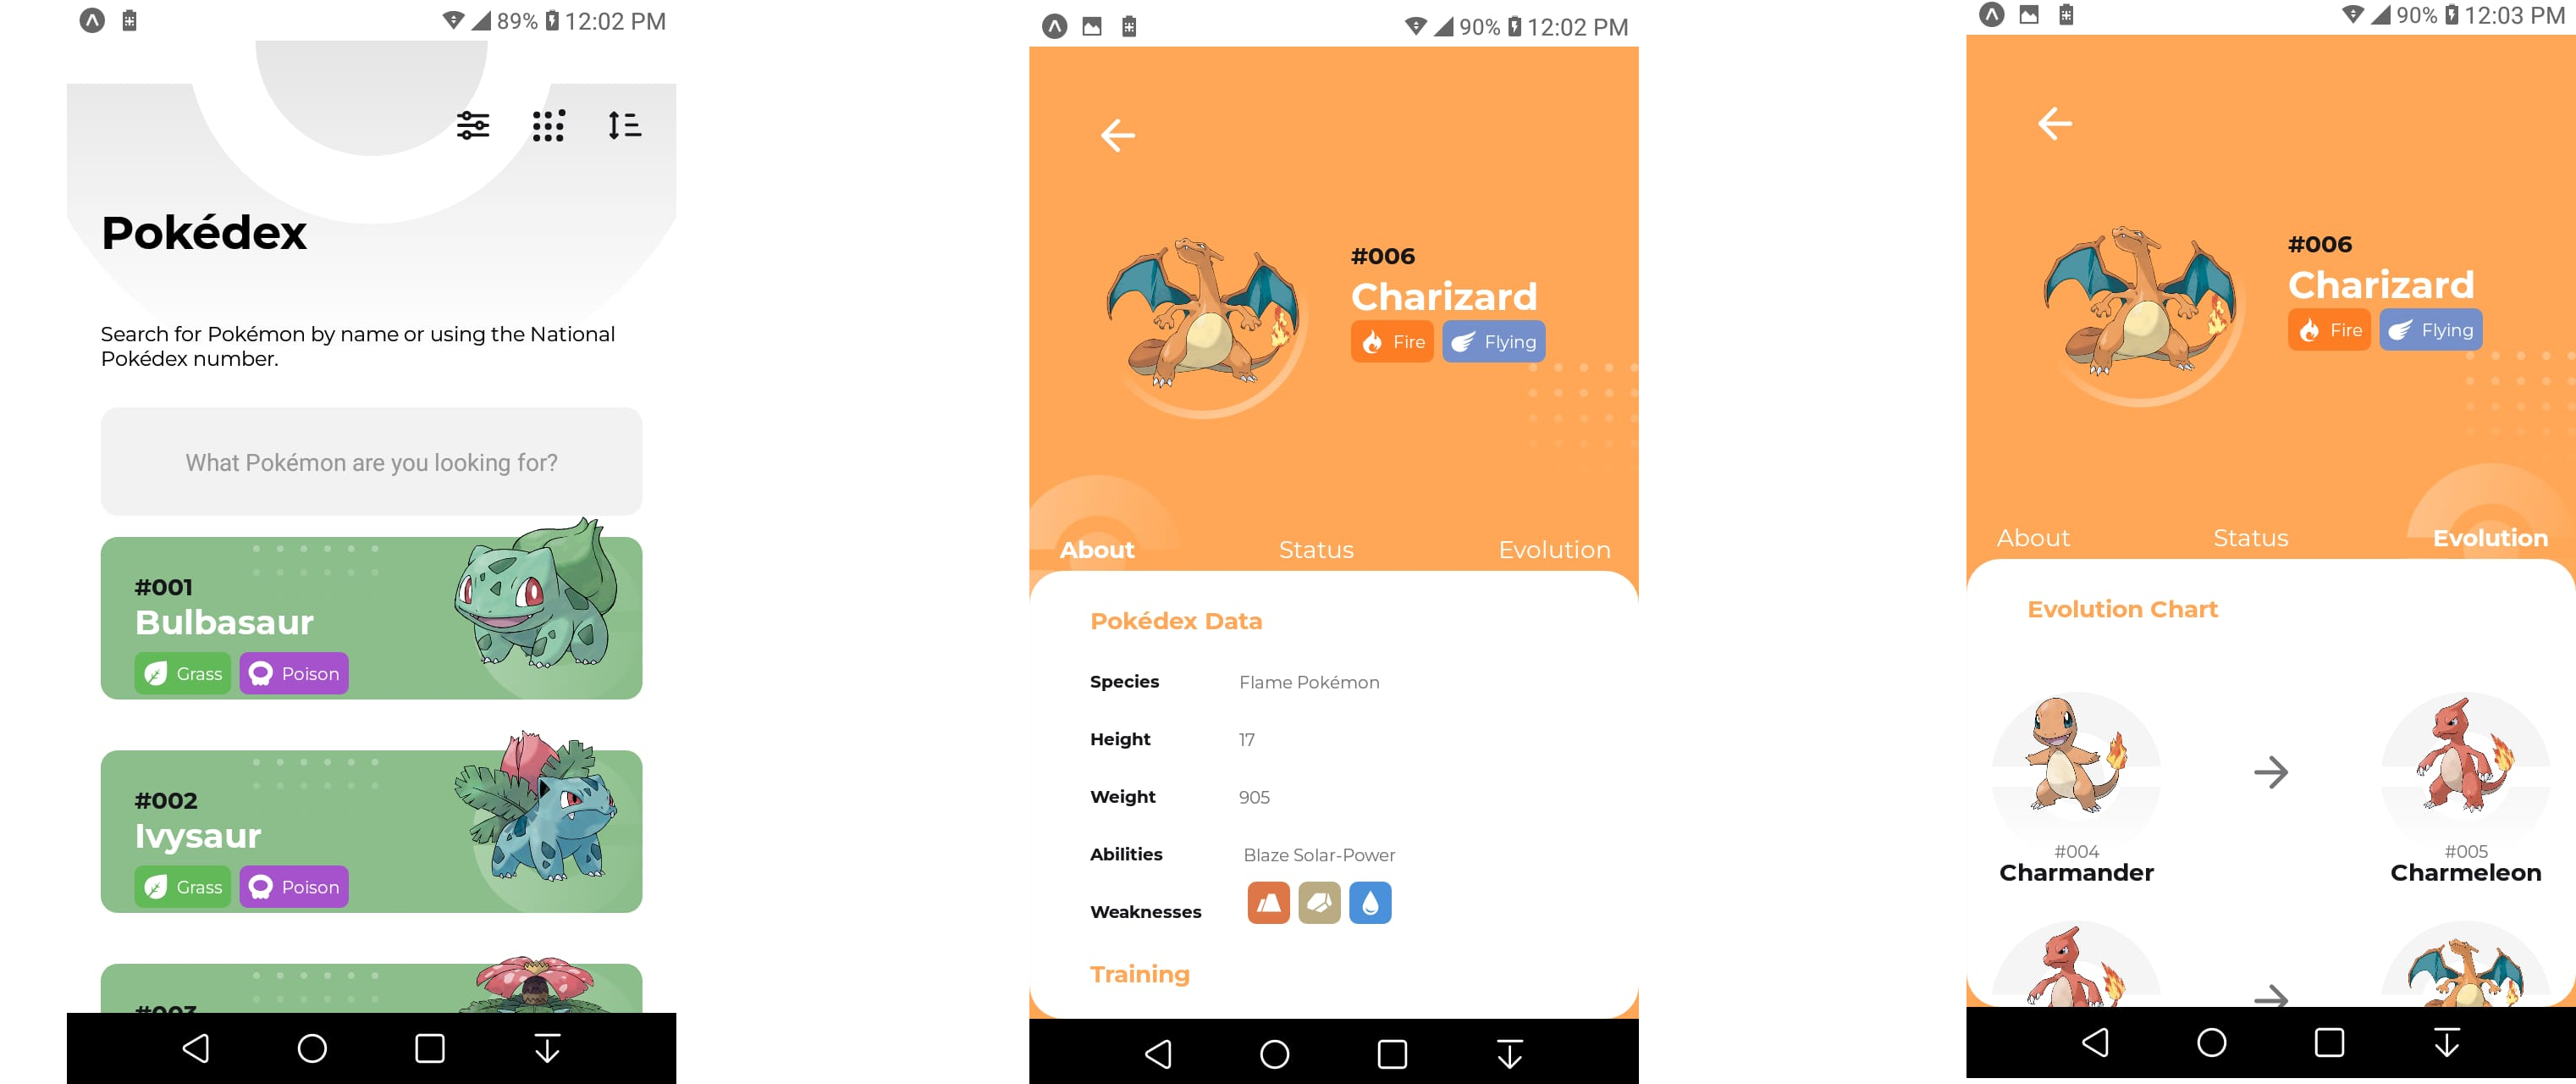 89% 12:02 PM
Pokédex
Search for Pokémon by name or using the National
Pokédex number.
What Pokémon are you looking for?
#001
Bulbasaur
Grass Poison
#002
Ivysaur
Grass Poison
#003
90% 12:02 PM
#006
Charizard
Fire Flying
About Status Evolution
Pokédex Data
Species Flame Pokémon
Height 17
Weight 905
Abilities Blaze Solar-Power
Weaknesses
Training
90% 12:03 PM
#006
Charizard
Fire Flying
About Status Evolution
Evolution Chart
#004 #005
Charmander Charmeleon